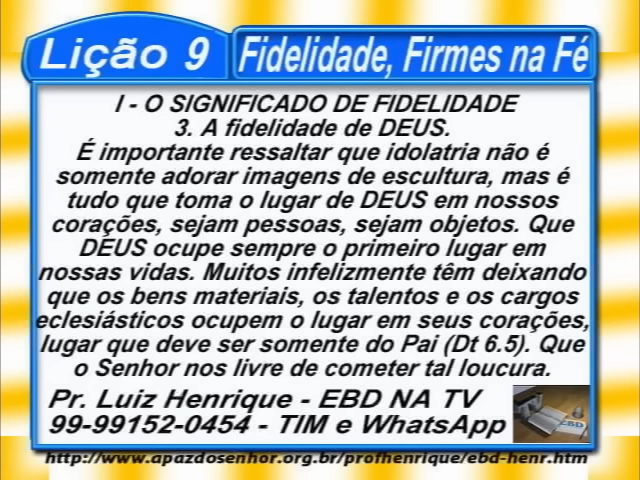 Lição 9
Fidelidade, Firmes na Fé
I - O SIGNIFICADO DE FIDELIDADE
3. A fidelidade de DEUS.
É importante ressaltar que idolatria não é
somente adorar imagens de escultura, mas é
tudo que toma o lugar de DEUS em nossos
corações, sejam pessoas, sejam objetos. Que
DEUS ocupe sempre o primeiro lugar em
nossas vidas. Muitos infelizmente têm deixando
que os bens materiais, os talentos e os cargos
eclesiásticos ocupem o lugar em seus corações,
lugar que deve ser somente do Pai (Dt 6.5). Que
o Senhor nos livre de cometer tal loucura.
Pr. Luiz Henrique - EBD NA TV
99-99152-0454 - TIM e WhatsApp
EBD
http://www.apazdosenhor.org.br/profhenrique/ebd-henr.htm